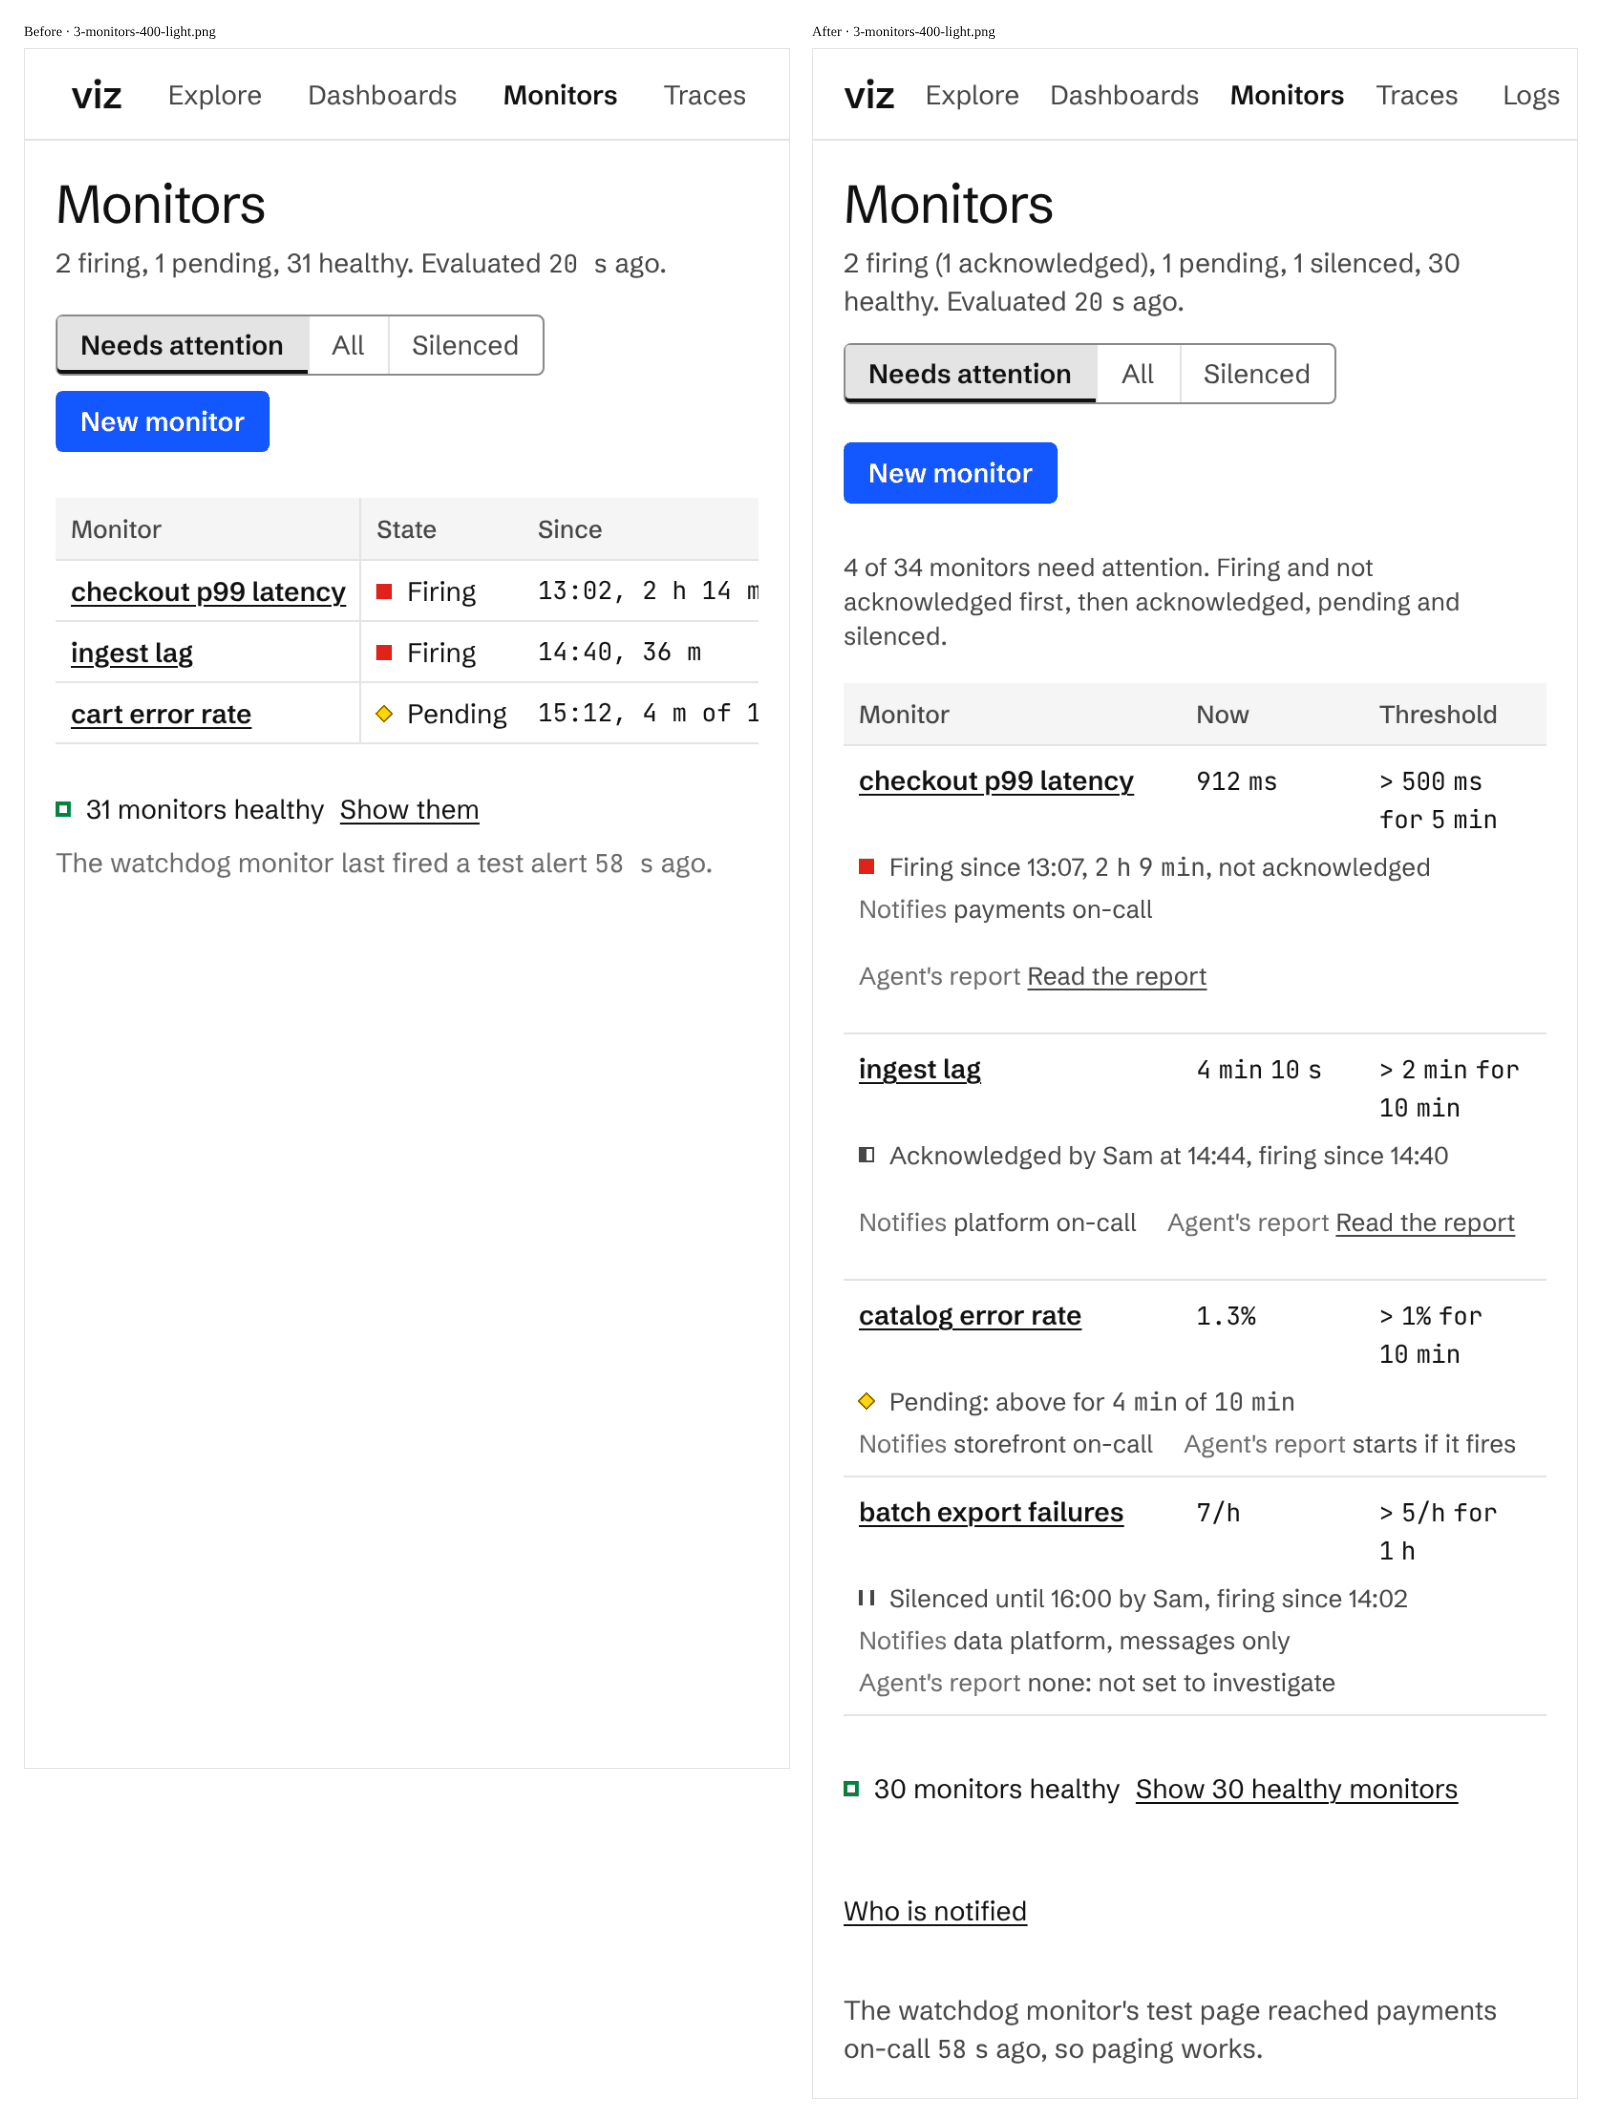 Before · 3-monitors-400-light.png
viz Explore Dashboards Monitors Traces
Monitors
2 firing, 1 pending, 31 healthy. Evaluated 20 s ago.
Needs attention All Silenced
New monitor
Monitor State Since
checkout p99 latency Firing 13:02, 2 h 14 m
ingest lag Firing 14:40, 36 m
cart error rate Pending 15:12, 4 m of 1
31 monitors healthy Show them
The watchdog monitor last fired a test alert 58 s ago.
After · 3-monitors-400-light.png
viz Explore Dashboards Monitors Traces Logs
Monitors
2 firing (1 acknowledged), 1 pending, 1 silenced, 30
healthy. Evaluated 20 s ago.
Needs attention All Silenced
New monitor
4 of 34 monitors need attention. Firing and not
acknowledged first, then acknowledged, pending and
silenced.
Monitor Now Threshold
checkout p99 latency 912 ms > 500 ms
for 5 min
Firing since 13:07, 2 h 9 min, not acknowledged
Notifies payments on-call
Agent's report Read the report
ingest lag 4 min 10 s > 2 min for
10 min
Acknowledged by Sam at 14:44, firing since 14:40
Notifies platform on-call Agent's report Read the report
catalog error rate 1.3% > 1% for
10 min
Pending: above for 4 min of 10 min
Notifies storefront on-call Agent's report starts if it fires
batch export failures 7/h > 5/h for
1 h
Silenced until 16:00 by Sam, firing since 14:02
Notifies data platform, messages only
Agent's report none: not set to investigate
30 monitors healthy Show 30 healthy monitors
Who is notified
The watchdog monitor's test page reached payments
on-call 58 s ago, so paging works.